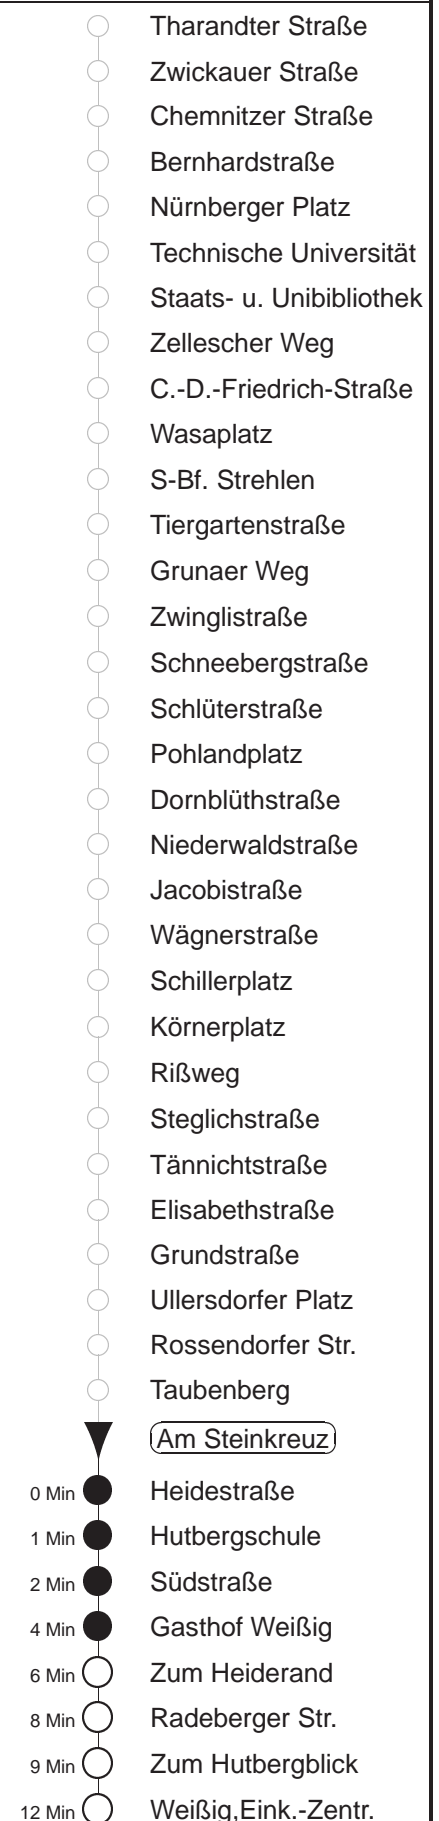 Tharandter Straße
Zwickauer Straße
Chemnitzer Straße
Bernhardstraße
Nürnberger Platz
Technische Universität
Staats- u. Unibibliothek
Zellescher Weg
C.-D.-Friedrich-Straße
Wasaplatz
S-Bf. Strehlen
Tiergartenstraße
Grunaer Weg
Zwinglistraße
Schneebergstraße
Schlüterstraße
Pohlandplatz
Dornblüthstraße
Niederwaldstraße
Jacobistraße
Wägnerstraße
Schillerplatz
Körnerplatz
Rißweg
Steglichstraße
Tännichtstraße
Elisabethstraße
Grundstraße
Ullersdorfer Platz
Rossendorfer Str.
Taubenberg
Am Steinkreuz
0 Min Heidestraße
1 Min Hutbergschule
2 Min Südstraße
4 Min Gasthof Weißig
6 Min Zum Heiderand
8 Min Radeberger Str.
9 Min Zum Hutbergblick
12 Min Weißig,Eink.-Zentr.